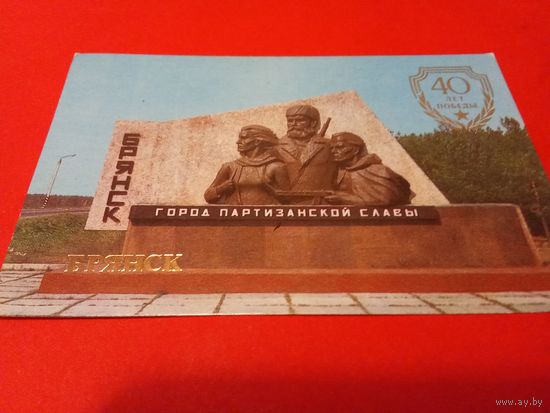 40
ЛЕТ
ПОБЕДЫ
БРЯНСК
ГОРОД ПАРТИЗАНСКОЙ СЛАВЫ
БРЯНСК
www.ay.by